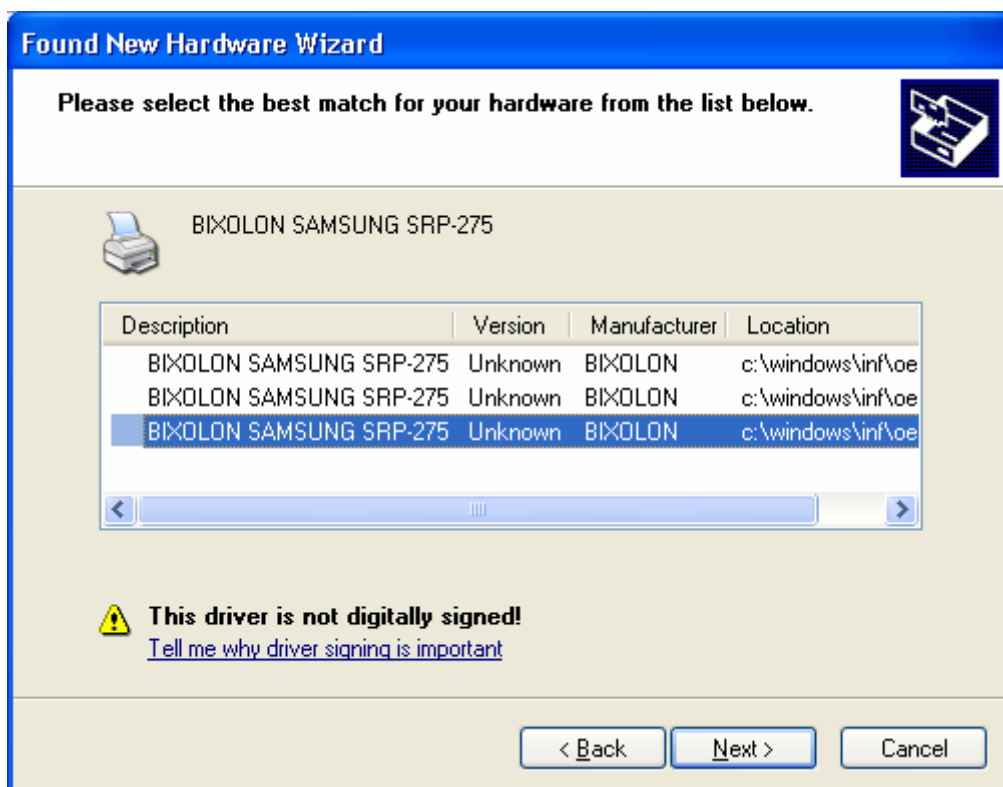 Found New Hardware Wizard
Please select the best match for your hardware from the list below.
BIXOLON SAMSUNG SRP-275
Description Version Manufacturer Location
BIXOLON SAMSUNG SRP-275 Unknown BIXOLON c:\windows\inf\oe
BIXOLON SAMSUNG SRP-275 Unknown BIXOLON c:\windows\inf\oe
BIXOLON SAMSUNG SRP-275 Unknown BIXOLON c:\windows\inf\oe
This driver is not digitally signed!
Tell me why driver signing is important
< Back Next > Cancel